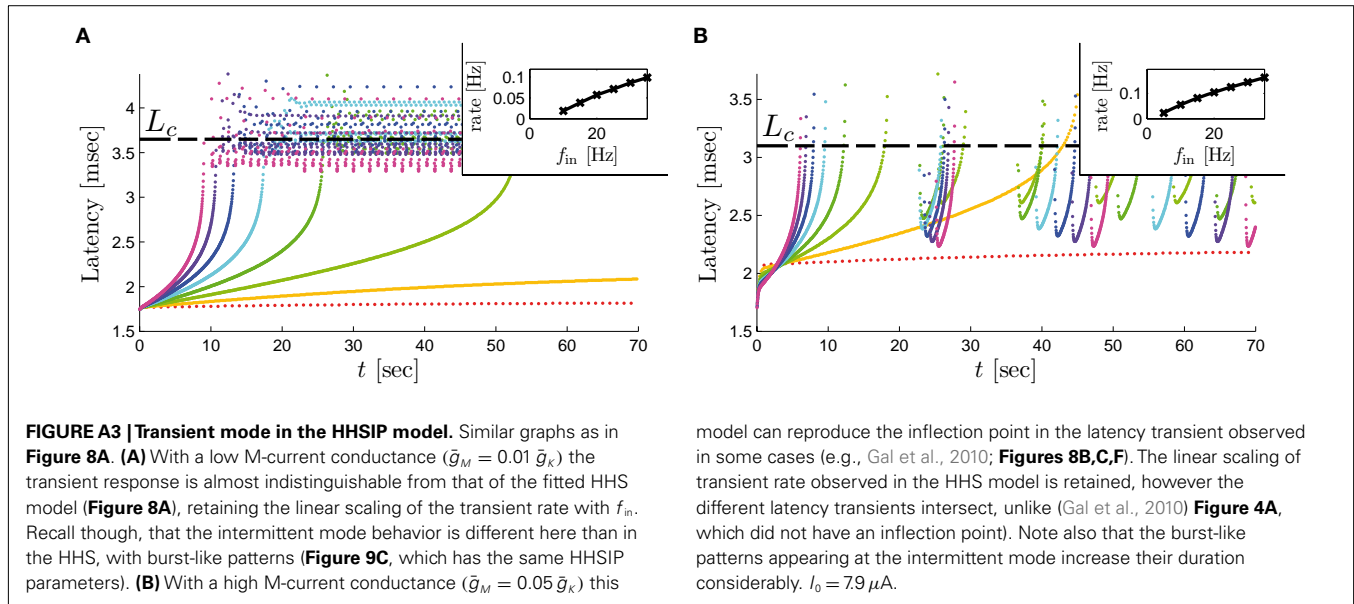 A
B
4
3.5
3
2.5
2
1.5
Latency [msec]
L_c
0 10 20 30 40 50 60 70
t [sec]
0.1
0.05
0
rate [Hz]
0 20
f_in [Hz]
3.5
3
2.5
2
1.5
Latency [msec]
L_c
0 10 20 30 40 50 60 70
t [sec]
0.1
rate [Hz]
0 20
f_in [Hz]
FIGURE A3 | Transient mode in the HHSIP model. Similar graphs as in
Figure 8A. (A) With a low M-current conductance (ḡ_M = 0.01 ḡ_K) the
transient response is almost indistinguishable from that of the fitted HHS
model (Figure 8A), retaining the linear scaling of the transient rate with f_in.
Recall though, that the intermittent mode behavior is different here than in
the HHS, with burst-like patterns (Figure 9C, which has the same HHSIP
parameters). (B) With a high M-current conductance (ḡ_M = 0.05 ḡ_K) this
model can reproduce the inflection point in the latency transient observed
in some cases (e.g., Gal et al., 2010; Figures 8B,C,F). The linear scaling of
transient rate observed in the HHS model is retained, however the
different latency transients intersect, unlike (Gal et al., 2010) Figure 4A,
which did not have an inflection point). Note also that the burst-like
patterns appearing at the intermittent mode increase their duration
considerably. I_0 = 7.9 μA.